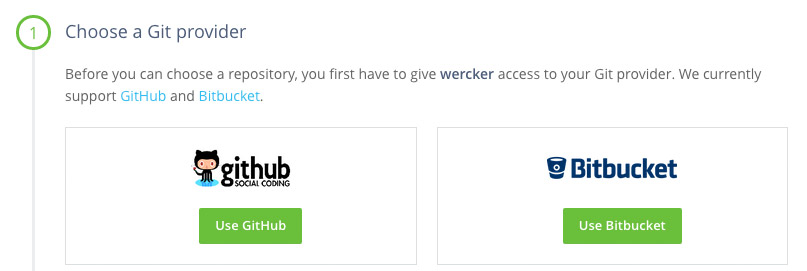 1 Choose a Git provider
Before you can choose a repository, you first have to give wercker access to your Git provider. We currently
support GitHub and Bitbucket.
github
SOCIAL CODING
Bitbucket
Use GitHub
Use Bitbucket